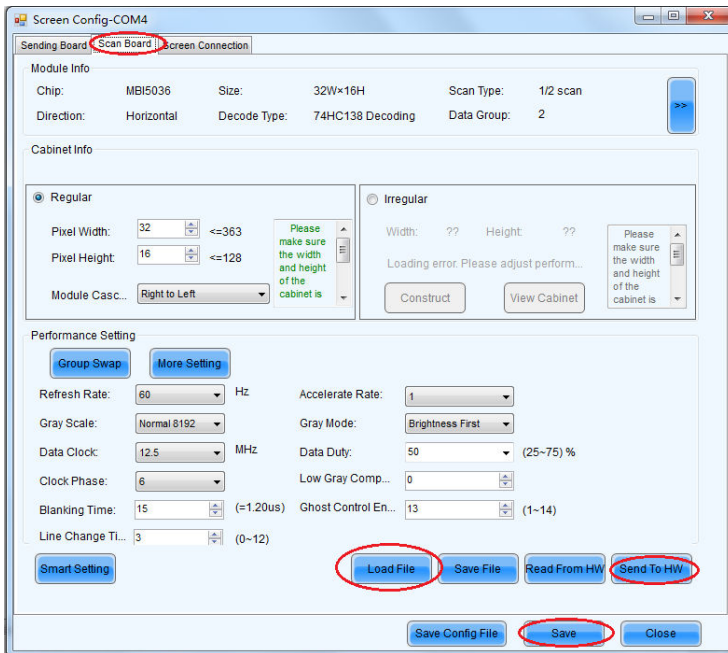 Screen Config-COM4
Sending Board Scan Board Screen Connection
Module Info
Chip: MBI5036 Size: 32W×16H Scan Type: 1/2 scan
Direction: Horizontal Decode Type: 74HC138 Decoding Data Group: 2
>>
Cabinet Info
Regular
Pixel Width: 32 <=363
Pixel Height: 16 <=128
Module Casc... Right to Left
Please
make sure
the width
and height
of the
cabinet is
Irregular
Width: ?? Height: ??
Loading error. Please adjust perform...
Construct View Cabinet
Please
make sure
the width
and height
of the
cabinet is
Performance Setting
Group Swap More Setting
Refresh Rate: 60 Hz Accelerate Rate: 1
Gray Scale: Normal 8192 Gray Mode: Brightness First
Data Clock: 12.5 MHz Data Duty: 50 (25~75) %
Clock Phase: 6 Low Gray Comp... 0
Blanking Time: 15 (=1.20us) Ghost Control En... 13 (1~14)
Line Change Ti... 3 (0~12)
Smart Setting Load File Save File Read From HW Send To HW
Save Config File Save Close